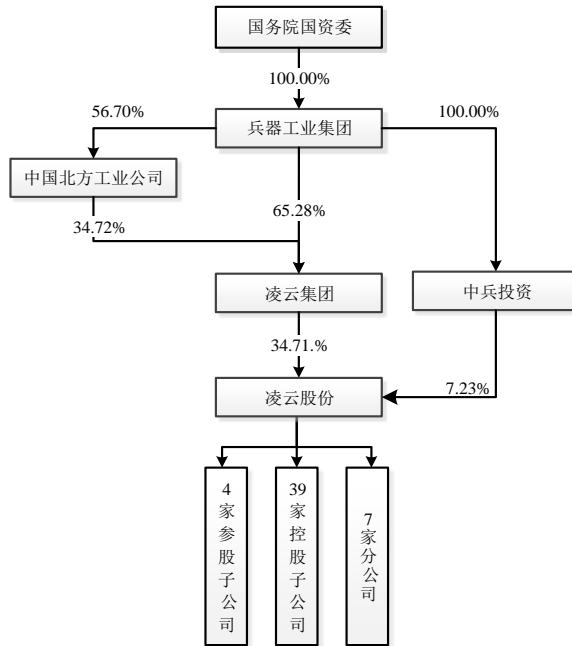 国务院国资委
100.00%
56.70%
兵器工业集团
100.00%
中国北方工业公司
65.28%
34.72%
凌云集团
中兵投资
34.71.%
7.23%
凌云股份
4家参股子公司
39家控股子公司
7家分公司